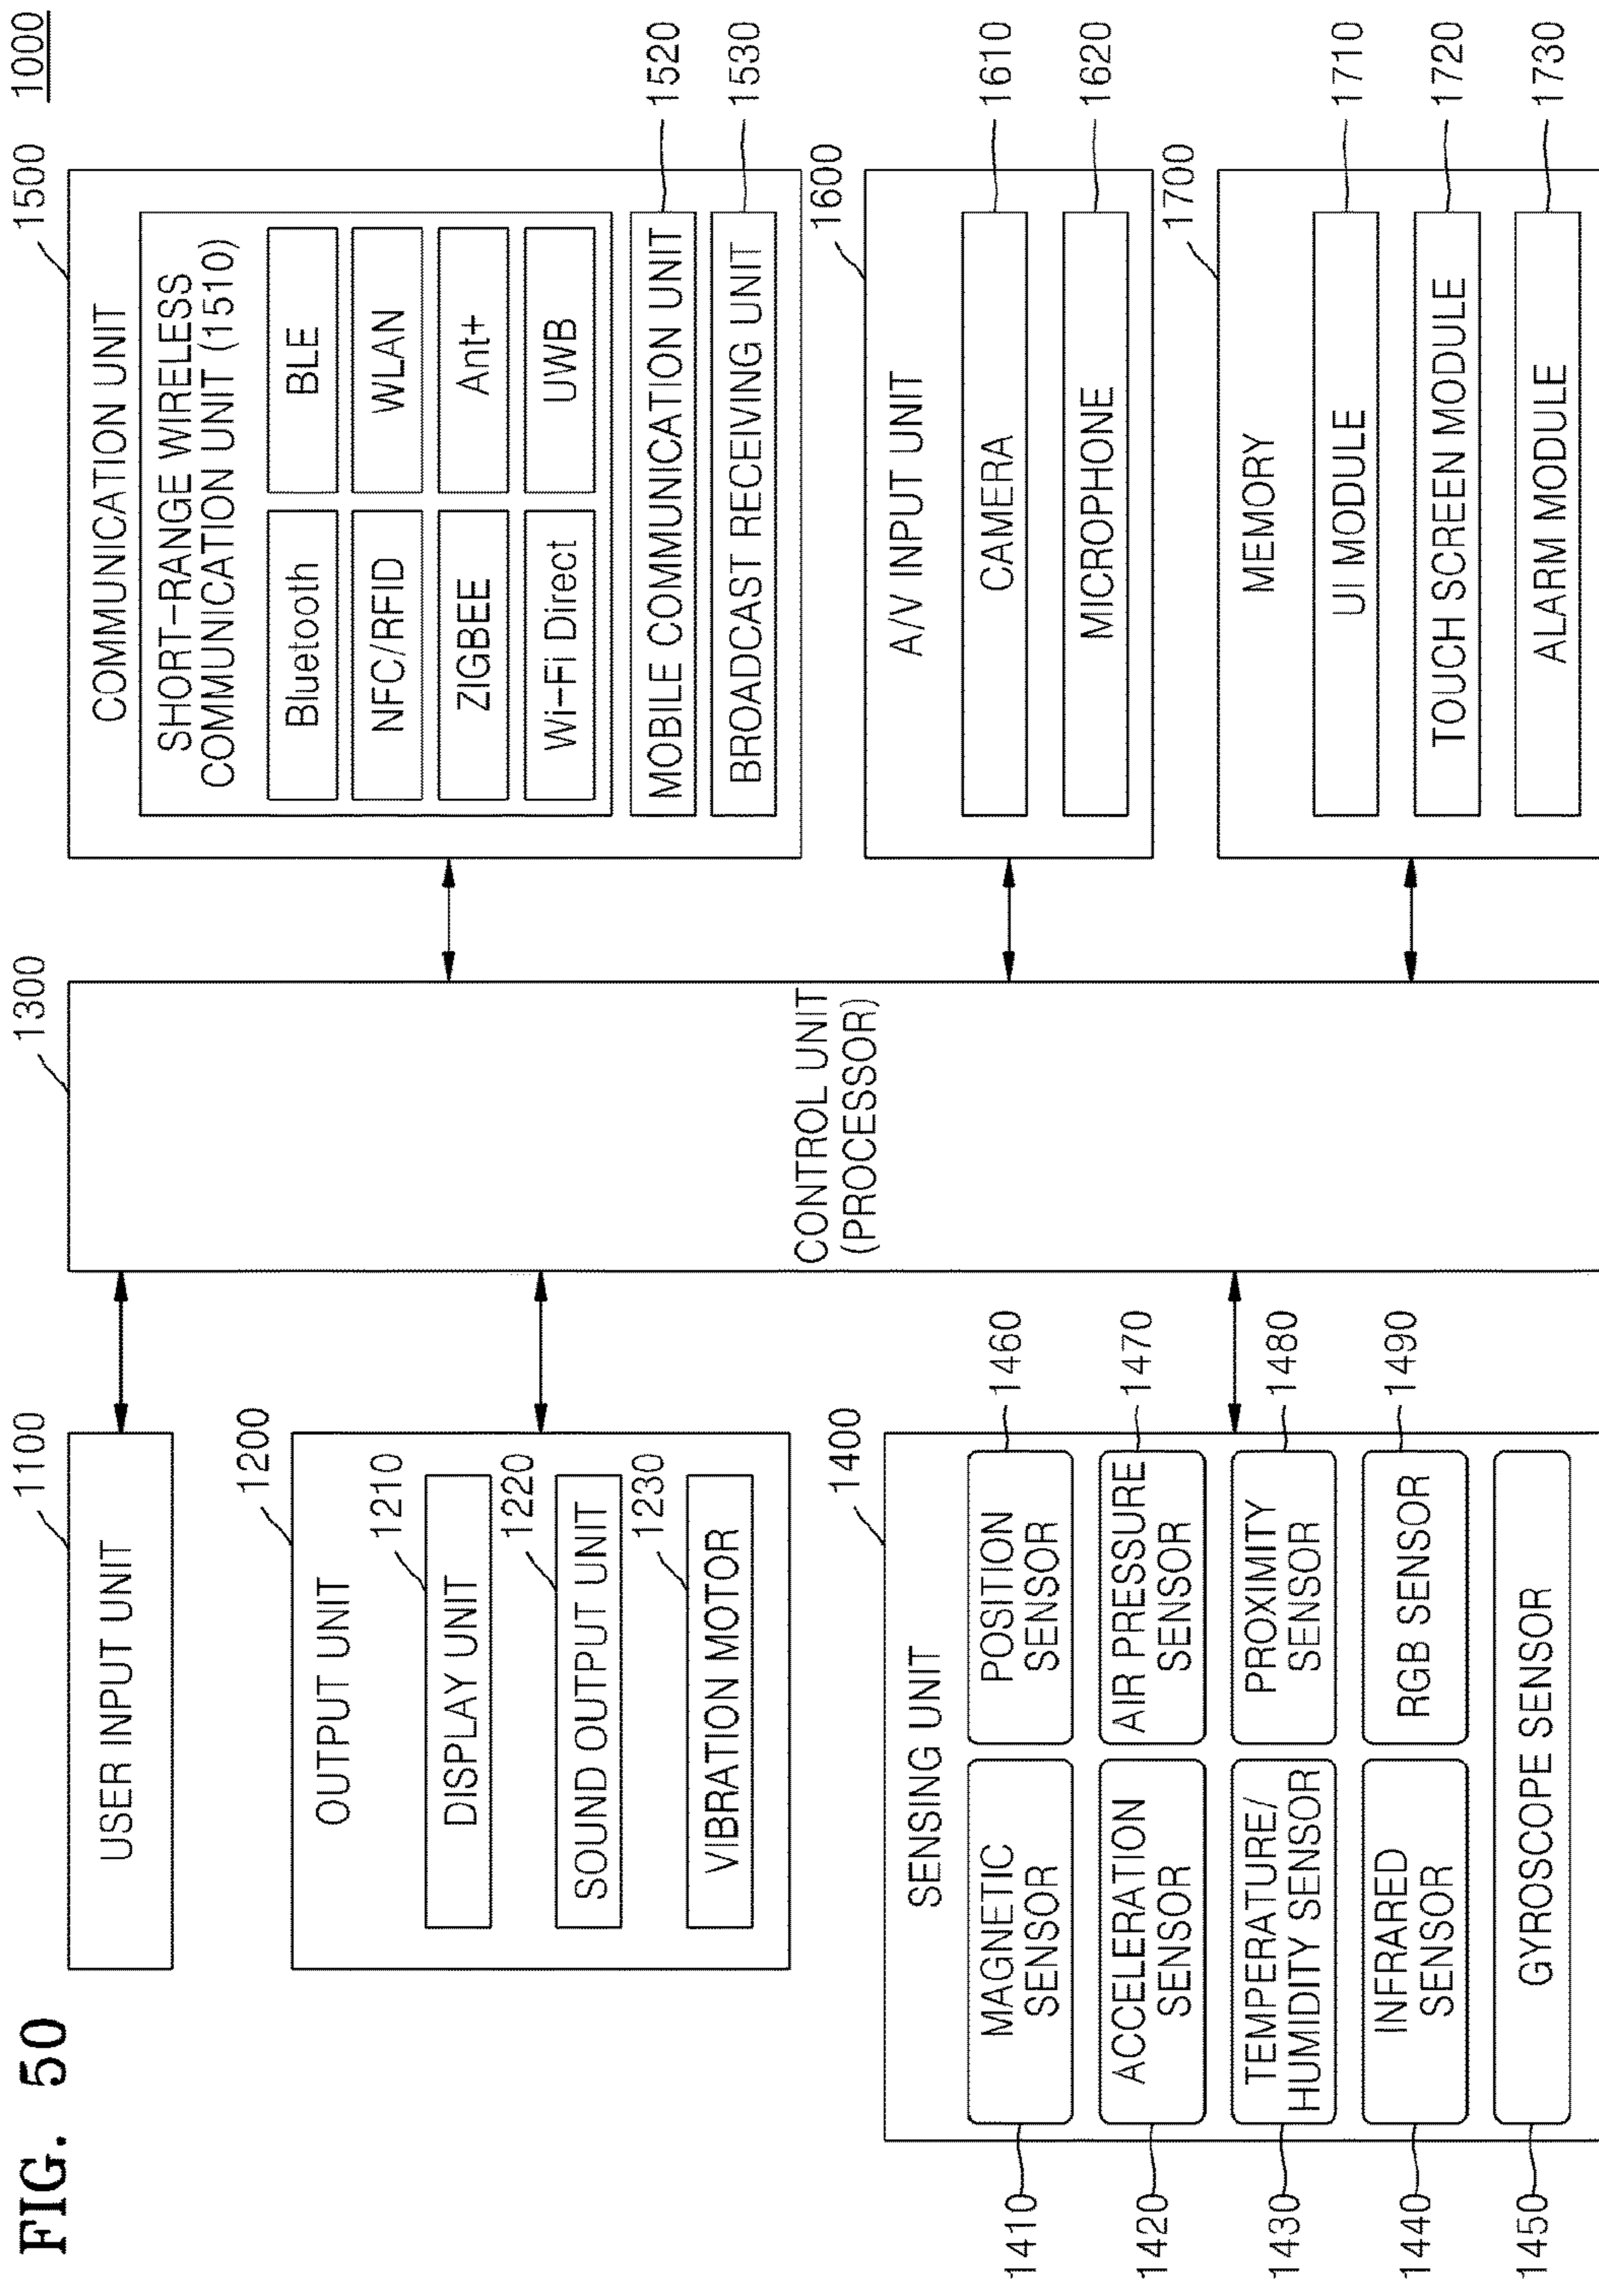 FIG. 50
1000
1100
USER INPUT UNIT
1200
OUTPUT UNIT
1210
DISPLAY UNIT
1220
SOUND OUTPUT UNIT
1230
VIBRATION MOTOR
1400
SENSING UNIT
1410
MAGNETIC
SENSOR
POSITION
SENSOR
1460
1420
ACCELERATION
SENSOR
AIR PRESSURE
SENSOR
1470
1430
TEMPERATURE/
HUMIDITY SENSOR
PROXIMITY
SENSOR
1480
1440
INFRARED
SENSOR
RGB SENSOR
1490
1450
GYROSCOPE SENSOR
1300
CONTROL UNIT
(PROCESSOR)
1500
COMMUNICATION UNIT
SHORT-RANGE WIRELESS
COMMUNICATION UNIT (1510)
Bluetooth
BLE
NFC/RFID
WLAN
ZIGBEE
Ant+
Wi-Fi Direct
UWB
MOBILE COMMUNICATION UNIT
1520
BROADCAST RECEIVING UNIT
1530
1600
A/V INPUT UNIT
CAMERA
1610
MICROPHONE
1620
1700
MEMORY
UI MODULE
1710
TOUCH SCREEN MODULE
1720
ALARM MODULE
1730